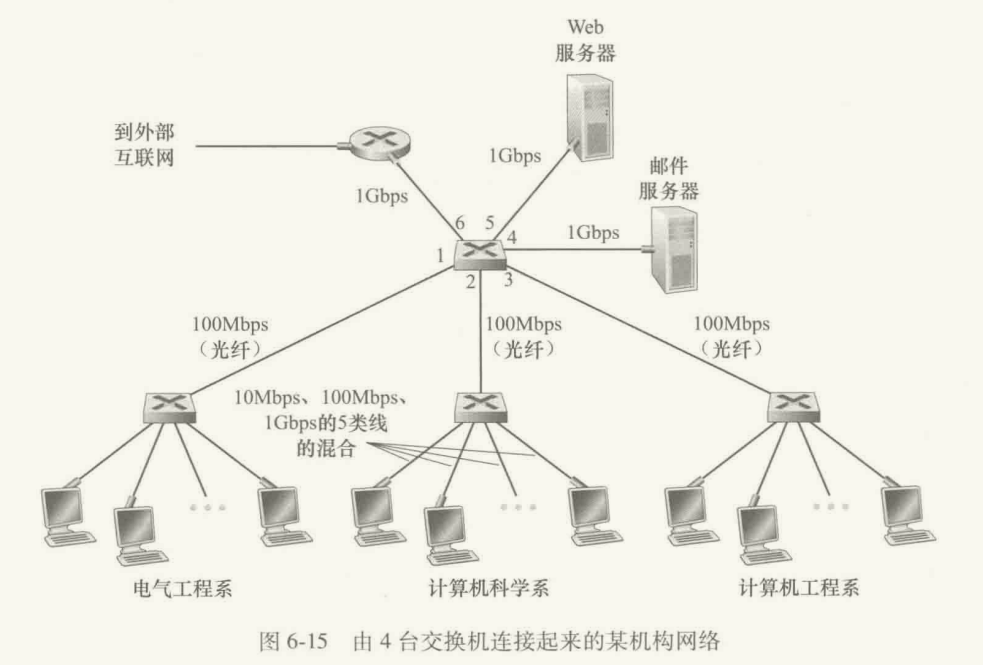 Web
服务器
到外部
互联网
1Gbps
邮件
服务器
1Gbps
1Gbps
6 5
4
1
2
3
100Mbps
（光纤）
100Mbps
（光纤）
100Mbps
（光纤）
10Mbps、100Mbps、
1Gbps的5类线
的混合
电气工程系
计算机科学系
计算机工程系
图 6-15 由 4 台交换机连接起来的某机构网络